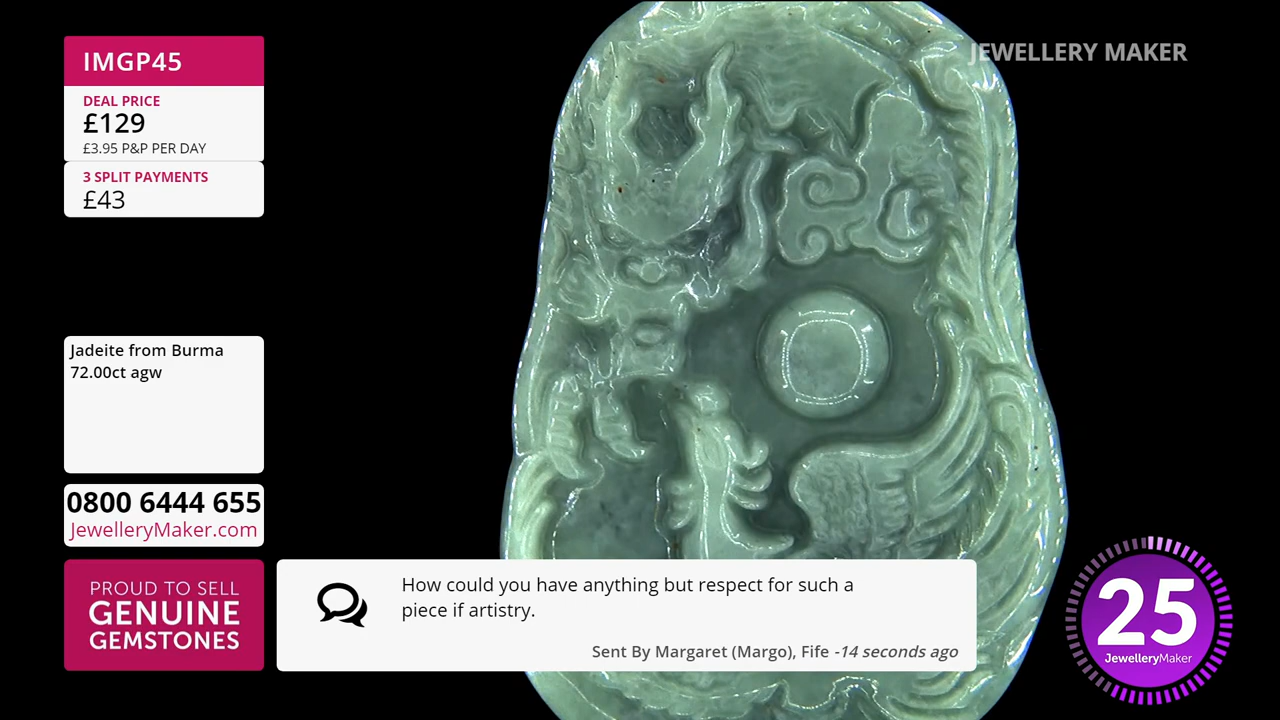 IMGP45
DEAL PRICE
£129
£3.95 P&P PER DAY
3 SPLIT PAYMENTS
£43
Jadeite from Burma
72.00ct agw
0800 6444 655
JewelleryMaker.com
PROUD TO SELL
GENUINE
GEMSTONES
JEWELLERY MAKER
How could you have anything but respect for such a
piece if artistry.
Sent By Margaret (Margo), Fife -14 seconds ago
25
JewelleryMaker